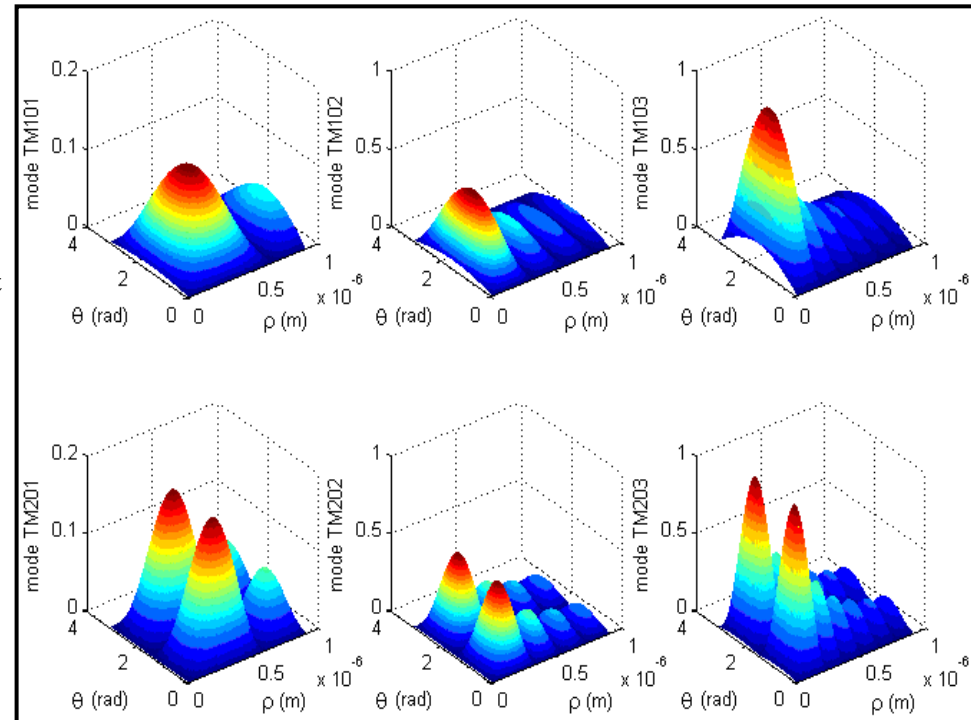 0.2
0.1
0
mode TM101
4
2
0
θ (rad)
0
0.5
1
x 10^-6
ρ (m)
1
0.5
0
mode TM102
4
2
0
θ (rad)
0
0.5
1
x 10^-6
ρ (m)
1
0.5
0
mode TM103
4
2
0
θ (rad)
0
0.5
1
x 10^-6
ρ (m)
0.2
0.1
0
mode TM201
4
2
0
θ (rad)
0
0.5
1
x 10^-6
ρ (m)
1
0.5
0
mode TM202
4
2
0
θ (rad)
0
0.5
1
x 10^-6
ρ (m)
1
0.5
0
mode TM203
4
2
0
θ (rad)
0
0.5
1
x 10^-6
ρ (m)